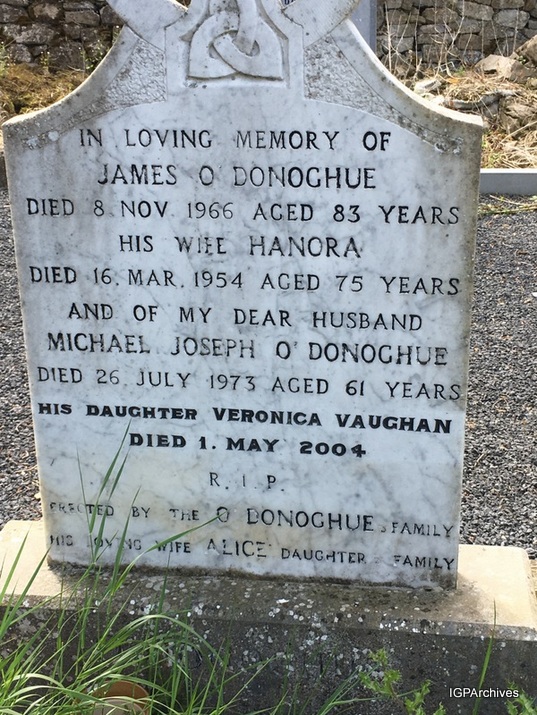 IN LOVING MEMORY OF
JAMES O'DONOGHUE
DIED 8 NOV. 1966 AGED 83 YEARS
HIS WIFE HANORA
DIED 16. MAR. 1954 AGED 75 YEARS
AND OF MY DEAR HUSBAND
MICHAEL JOSEPH O'DONOGHUE
DIED 26 JULY 1973 AGED 61 YEARS
HIS DAUGHTER VERONICA VAUGHAN
DIED 1. MAY 2004
R. I. P.
ERECTED BY THE O'DONOGHUE FAMILY
HIS LOVING WIFE ALICE DAUGHTER FAMILY
IGPArchives